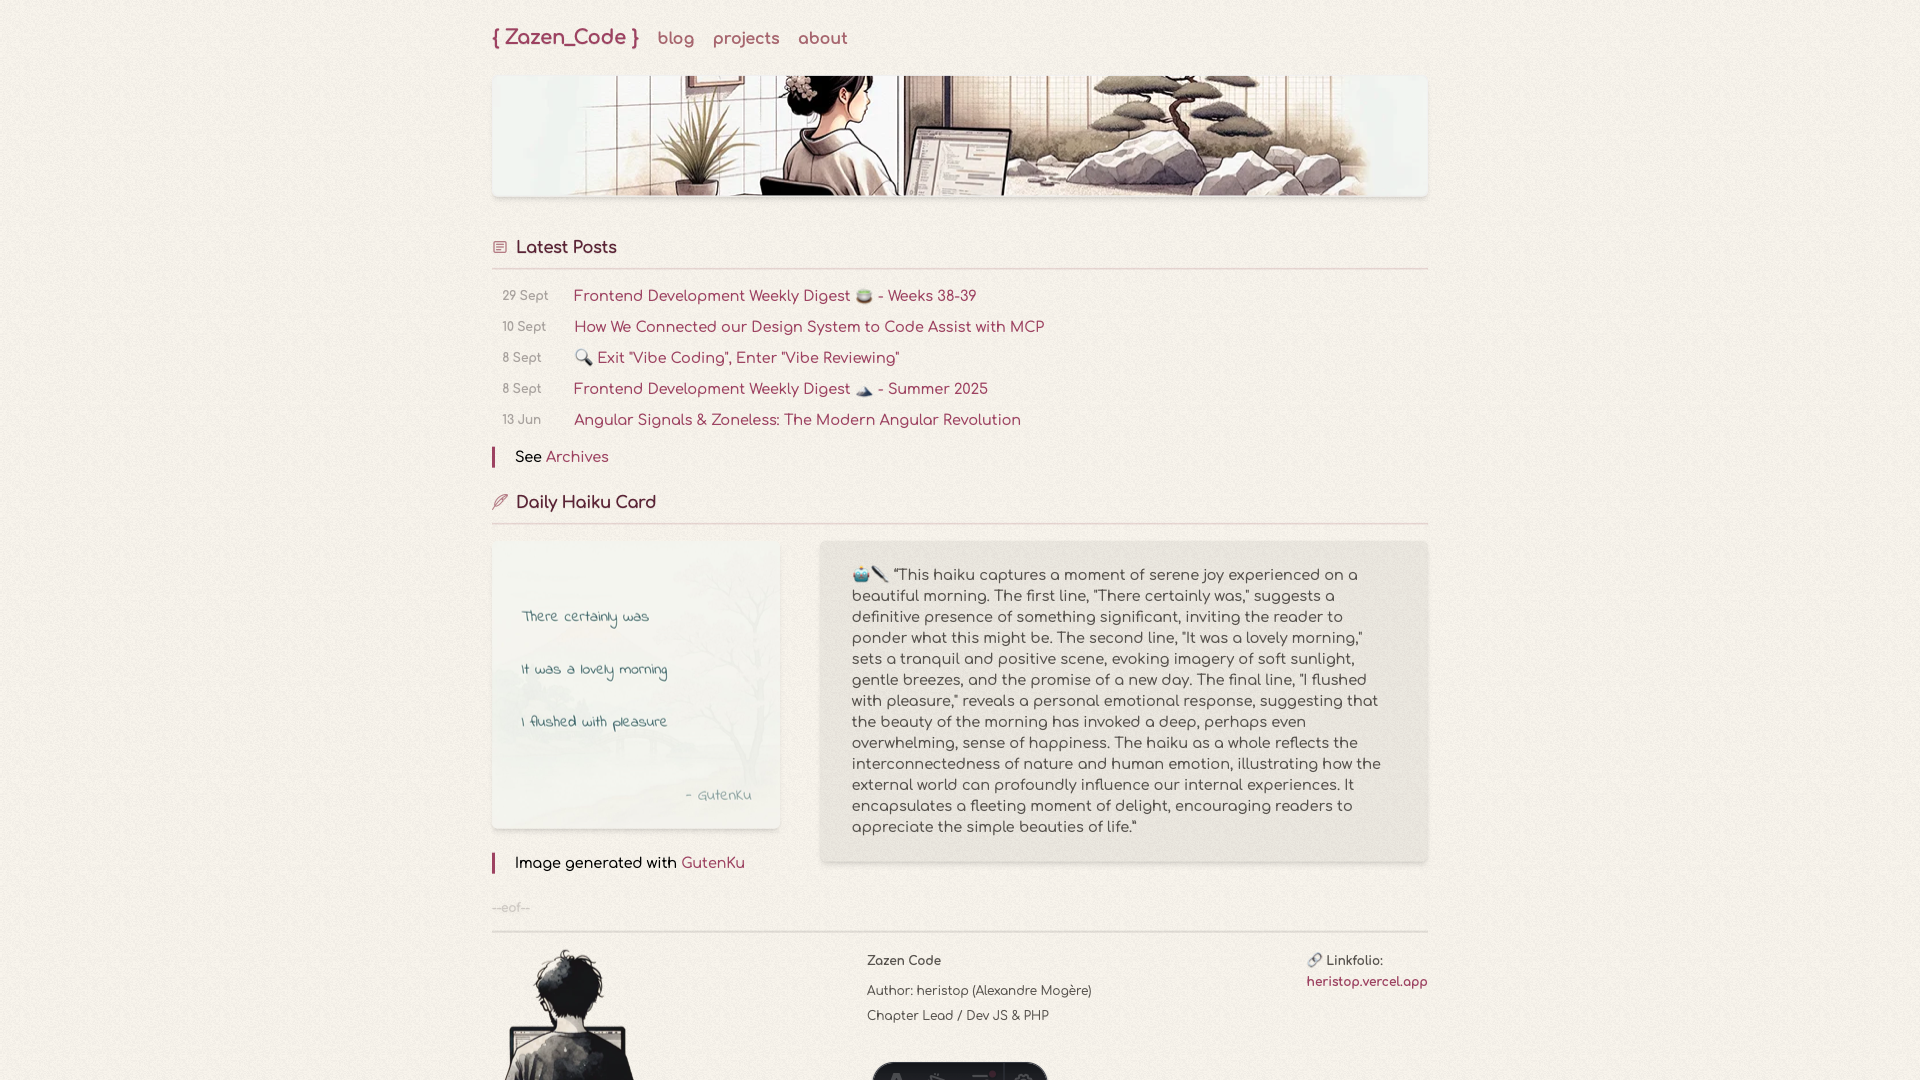 { Zazen_Code } blog projects about
Latest Posts
29 Sept Frontend Development Weekly Digest 🍵 - Weeks 38-39
10 Sept How We Connected our Design System to Code Assist with MCP
8 Sept 🔍 Exit "Vibe Coding", Enter "Vibe Reviewing"
8 Sept Frontend Development Weekly Digest ⛰️ - Summer 2025
13 Jun Angular Signals & Zoneless: The Modern Angular Revolution
See Archives
Daily Haiku Card
There certainly was
It was a lovely morning
I flushed with pleasure
- GutenKu
Image generated with GutenKu
🤖✒️ “This haiku captures a moment of serene joy experienced on a
beautiful morning. The first line, "There certainly was," suggests a
definitive presence of something significant, inviting the reader to
ponder what this might be. The second line, "It was a lovely morning,"
sets a tranquil and positive scene, evoking imagery of soft sunlight,
gentle breezes, and the promise of a new day. The final line, "I flushed
with pleasure," reveals a personal emotional response, suggesting that
the beauty of the morning has invoked a deep, perhaps even
overwhelming, sense of happiness. The haiku as a whole reflects the
interconnectedness of nature and human emotion, illustrating how the
external world can profoundly influence our internal experiences. It
encapsulates a fleeting moment of delight, encouraging readers to
appreciate the simple beauties of life.”
---eof---
Zazen Code
Author: heristop (Alexandre Mogère)
Chapter Lead / Dev JS & PHP
🔗 Linkfolio:
heristop.vercel.app